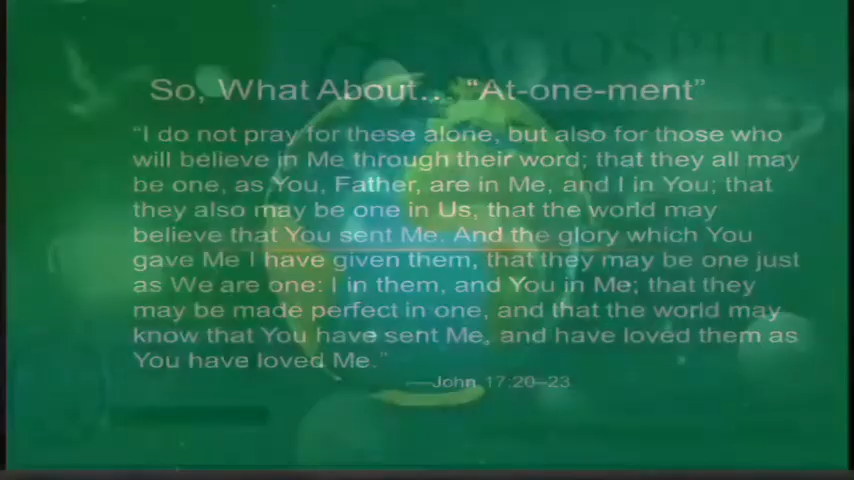 GOSPEL
So, What About… “At-one-ment”
“I do not pray for these alone, but also for those who
will believe in Me through their word; that they all may
be one, as You, Father, are in Me, and I in You; that
they also may be one in Us, that the world may
believe that You sent Me. And the glory which You
gave Me I have given them, that they may be one just
as We are one: I in them, and You in Me; that they
may be made perfect in one, and that the world may
know that You have sent Me, and have loved them as
You have loved Me.”
—John 17:20–23